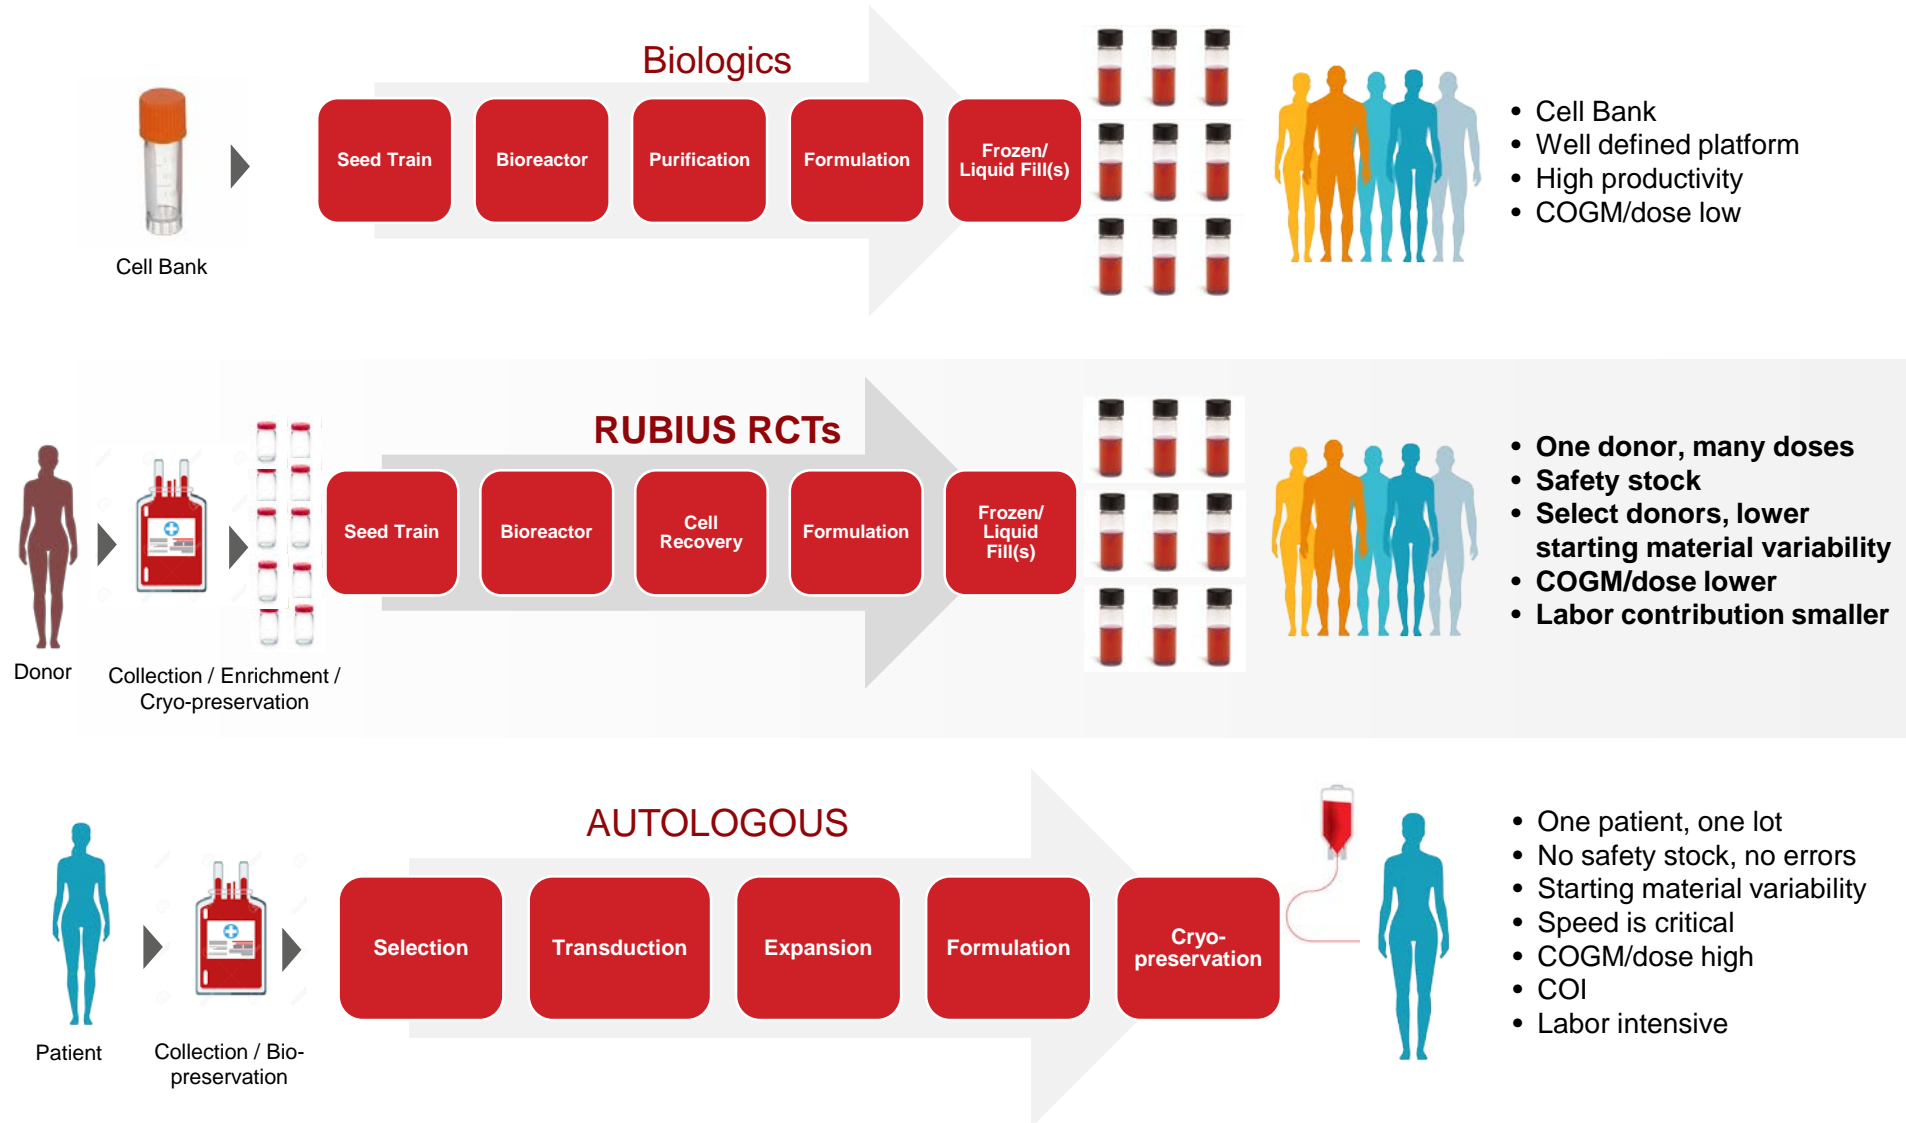 Biologics
Seed Train
Bioreactor
Purification
Formulation
Frozen/
Liquid Fill(s)
Cell Bank
• Cell Bank
• Well defined platform
• High productivity
• COGM/dose low
RUBIUS RCTs
Donor
Collection / Enrichment /
Cryo-preservation
Seed Train
Bioreactor
Cell
Recovery
Formulation
Frozen/
Liquid
Fill(s)
• One donor, many doses
• Safety stock
• Select donors, lower
starting material variability
• COGM/dose lower
• Labor contribution smaller
AUTOLOGOUS
Patient
Collection / Bio-
preservation
Selection
Transduction
Expansion
Formulation
Cryo-
preservation
• One patient, one lot
• No safety stock, no errors
• Starting material variability
• Speed is critical
• COGM/dose high
• COI
• Labor intensive